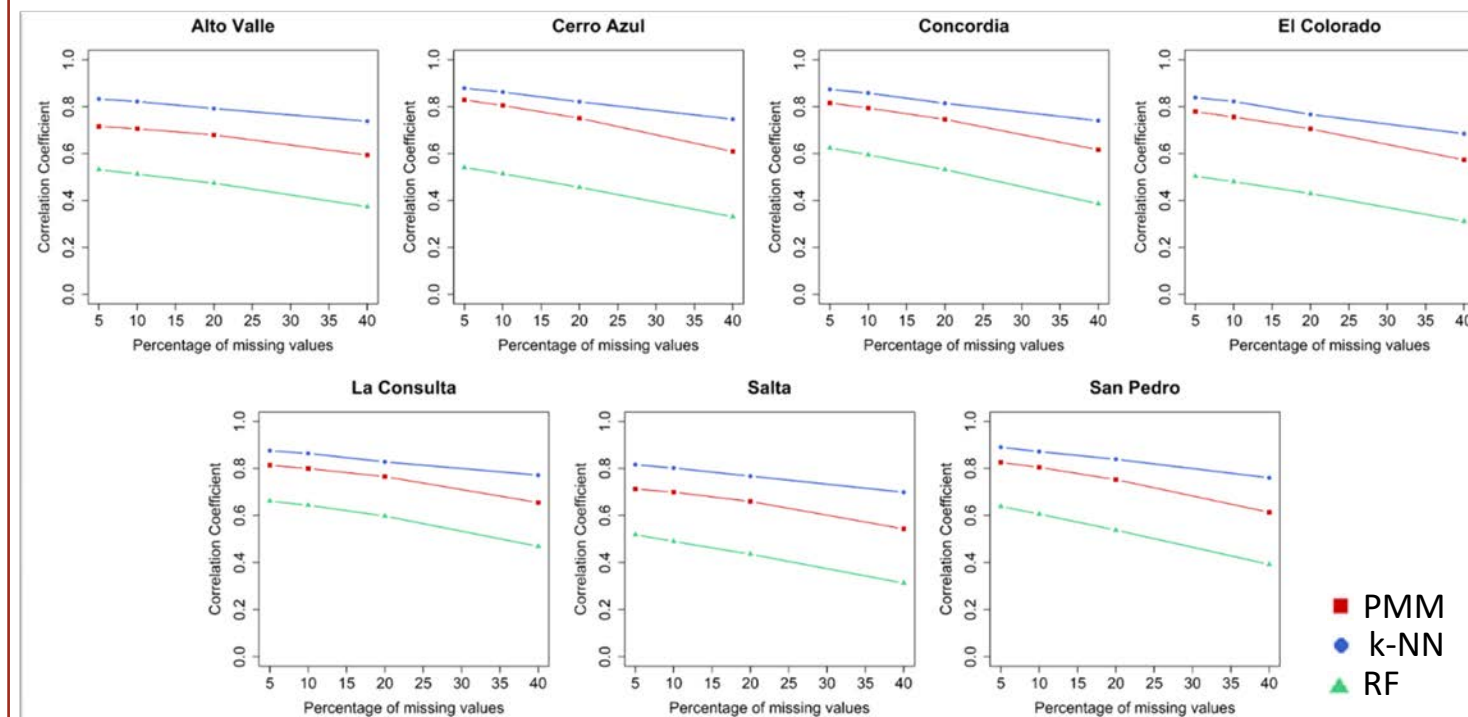 Alto Valle
Cerro Azul
Concordia
El Colorado
Correlation Coefficient
0.0 0.2 0.4 0.6 0.8 1.0
5 10 15 20 25 30 35 40
Percentage of missing values
Correlation Coefficient
0.0 0.2 0.4 0.6 0.8 1.0
5 10 15 20 25 30 35 40
Percentage of missing values
Correlation Coefficient
0.0 0.2 0.4 0.6 0.8 1.0
5 10 15 20 25 30 35 40
Percentage of missing values
Correlation Coefficient
0.0 0.2 0.4 0.6 0.8 1.0
5 10 15 20 25 30 35 40
Percentage of missing values
La Consulta
Salta
San Pedro
Correlation Coefficient
0.0 0.2 0.4 0.6 0.8 1.0
5 10 15 20 25 30 35 40
Percentage of missing values
Correlation Coefficient
0.0 0.2 0.4 0.6 0.8 1.0
5 10 15 20 25 30 35 40
Percentage of missing values
Correlation Coefficient
0.0 0.2 0.4 0.6 0.8 1.0
5 10 15 20 25 30 35 40
Percentage of missing values
PMM
k-NN
RF